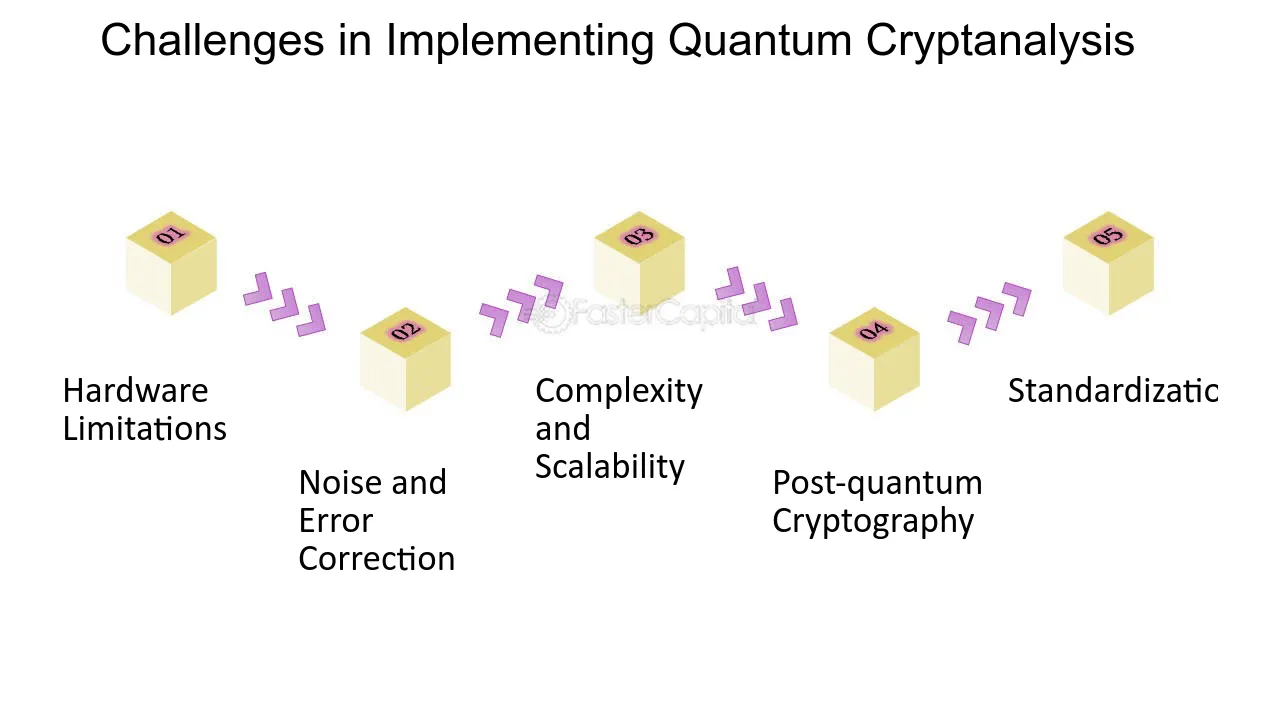 Challenges in Implementing Quantum Cryptanalysis
01
Hardware
Limitations
02
Noise and
Error
Correction
03
Complexity
and
Scalability
04
Post-quantum
Cryptography
05
Standardizatic
FasterCapital